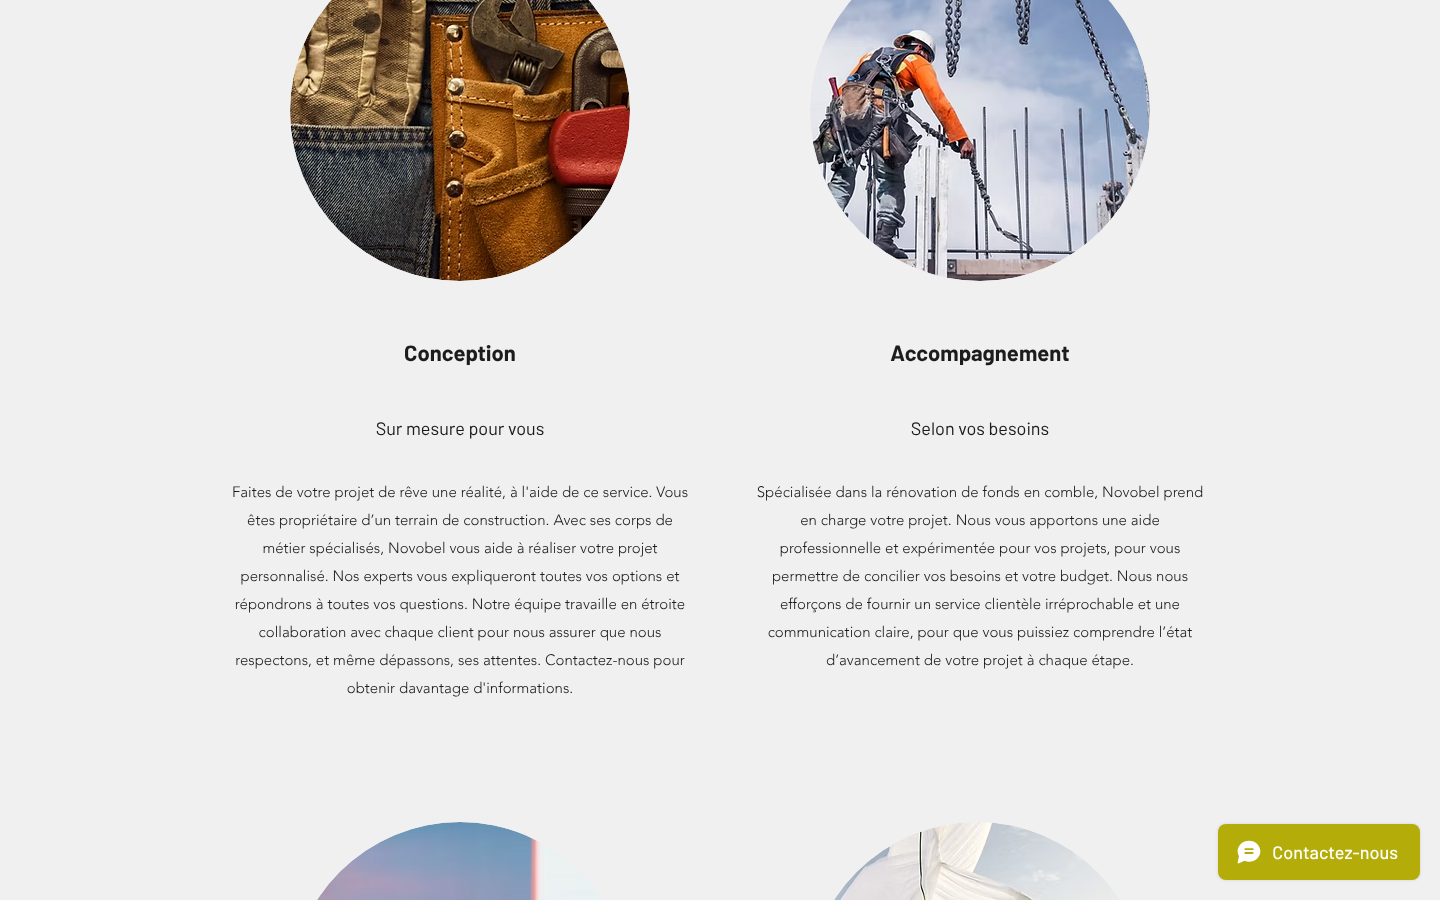 Conception
Sur mesure pour vous
Faites de votre projet de rêve une réalité, à l'aide de ce service. Vous
êtes propriétaire d’un terrain de construction. Avec ses corps de
métier spécialisés, Novobel vous aide à réaliser votre projet
personnalisé. Nos experts vous expliqueront toutes vos options et
répondrons à toutes vos questions. Notre équipe travaille en étroite
collaboration avec chaque client pour nous assurer que nous
respectons, et même dépassons, ses attentes. Contactez-nous pour
obtenir davantage d'informations.
Accompagnement
Selon vos besoins
Spécialisée dans la rénovation de fonds en comble, Novobel prend
en charge votre projet. Nous vous apportons une aide
professionnelle et expérimentée pour vos projets, pour vous
permettre de concilier vos besoins et votre budget. Nous nous
efforçons de fournir un service clientèle irréprochable et une
communication claire, pour que vous puissiez comprendre l’état
d’avancement de votre projet à chaque étape.
Contactez-nous